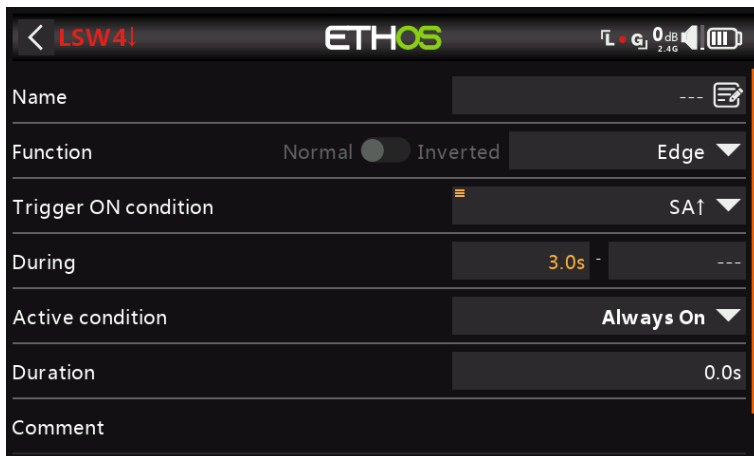 LSW4↓ ETHOS L G 0dB 2.4G
Name ---
Function Normal Inverted Edge
Trigger ON condition SA↑
During 3.0s - ---
Active condition Always On
Duration 0.0s
Comment